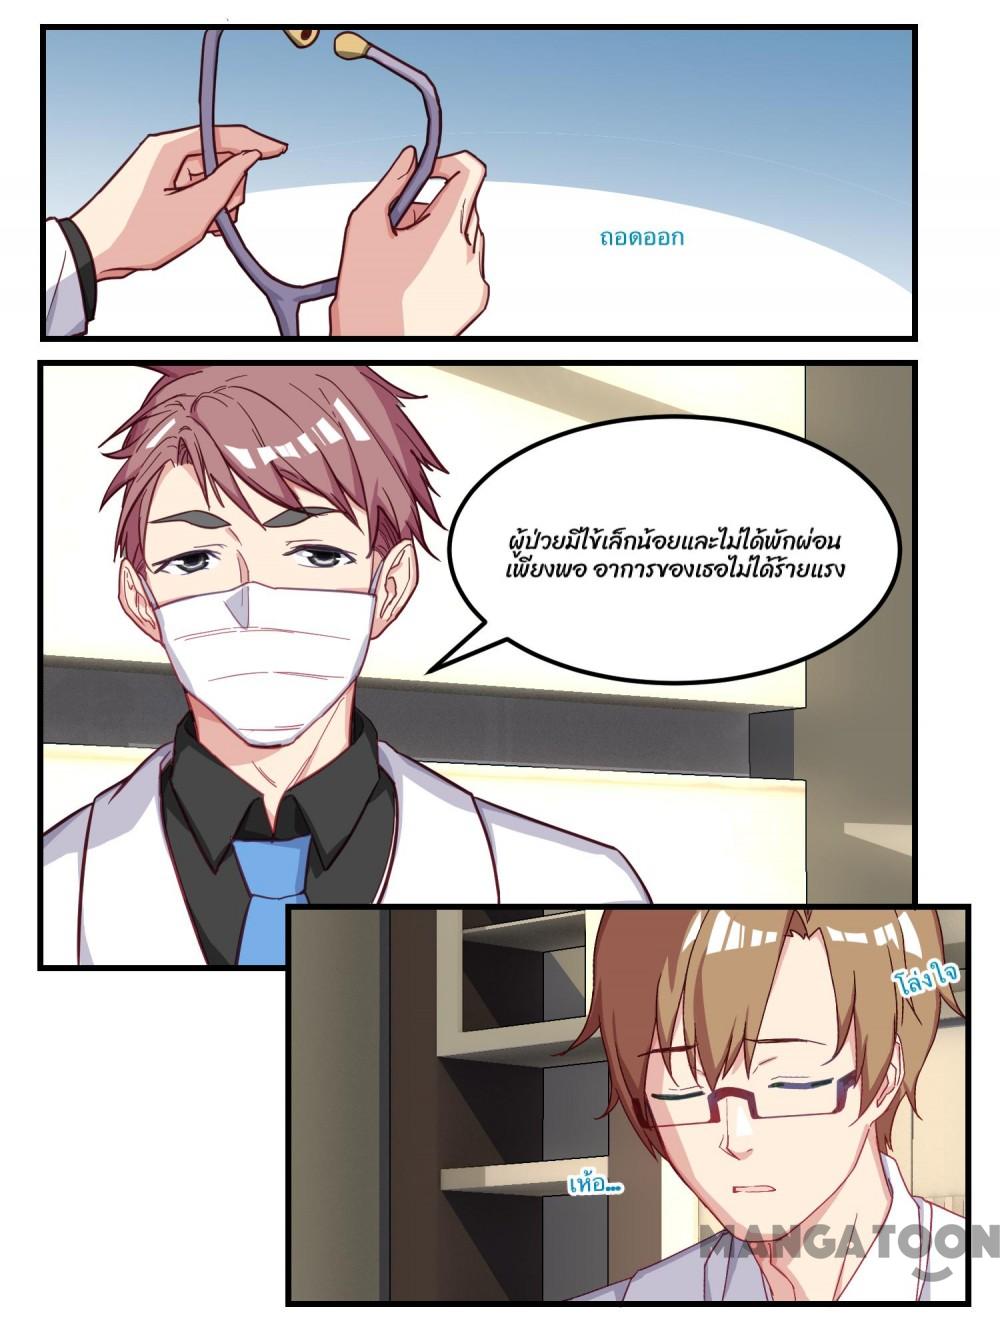 ถอดออก
ผู้ป่วยมีไข้เล็กน้อยและไม่ได้พักผ่อน
เพียงพอ อาการของเธอไม่ได้ร้ายแรง
โล่งใจ
เห้อ...
MANGATOON